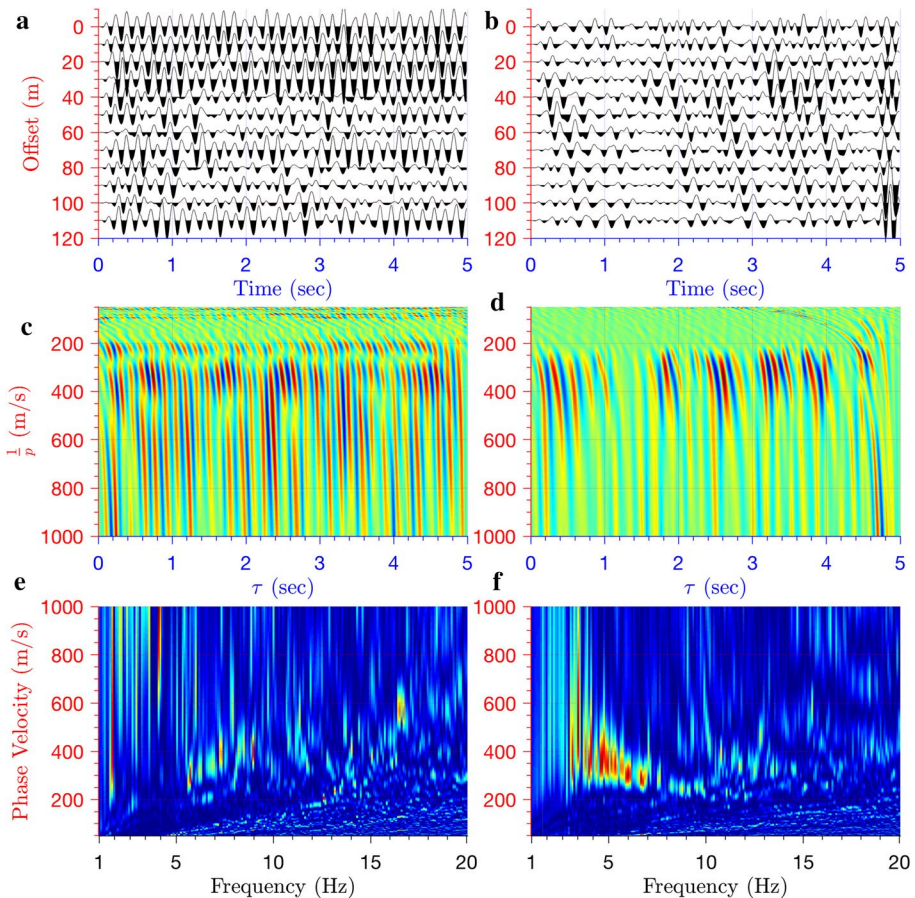 a
b
0
20
40
60
80
100
120
Offset (m)
0 1 2 3 4 5
0 1 2 3 4 5
Time (sec)
Time (sec)
c
d
200
400
600
800
1000
1/p (m/s)
0 1 2 3 4 5
0 1 2 3 4 5
τ (sec)
τ (sec)
e
f
1000
800
600
400
200
Phase Velocity (m/s)
1 5 10 15 20
1 5 10 15 20
Frequency (Hz)
Frequency (Hz)
0
20
40
60
80
100
120
200
400
600
800
1000
1000
800
600
400
200